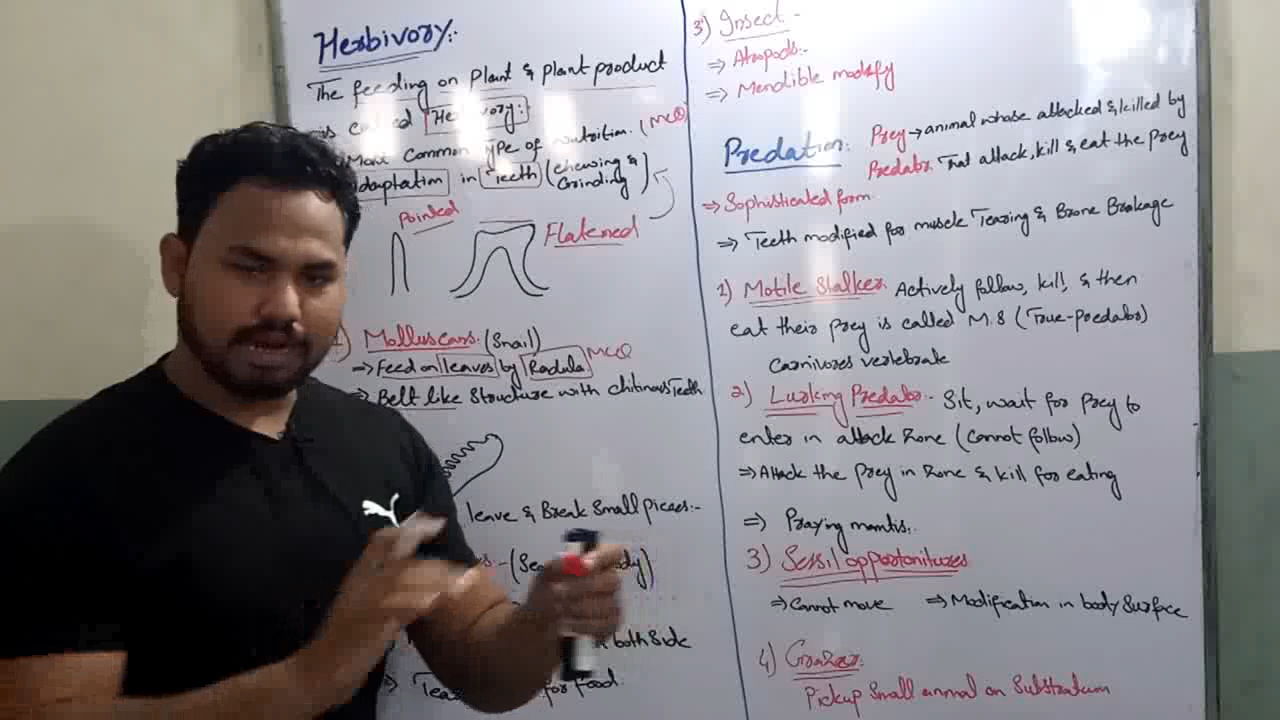 Herbivory:-
The feeding on Plant & Plant product
is called Herbivory:-
Most Common Type of nutrition. (MCQ)
adaptation in Teeth (chewing & Grinding)
Pointed
Flatened
1) Molluscans. (Snail)
⇒ Feed on leaves by Radula MCQ
⇒ Belt like Structure with chitinous Teeth
leave & Break Small pieces:-
both Side
for Food.
3) Insect -
⇒ Atropods:-
⇒ Mendible modify
Predation: Prey → animal whose attacked & killed by
Predator. That attack, kill & eat the prey
⇒ Sophisticated form.
⇒ Teeth modified for muscle Tearing & Brone Brakage
1) Motile Stalker. Actively follow, kill, & then
eat their prey is called M.S (True-predator)
Carnivores vertebrate
2) Lurking Predator:- Sit, wait for Prey to
enter in attack Zone (Cannot follow)
⇒ Attack the Prey in Zone & kill for eating
⇒ Praying mantis..
3) Sessil opportonitures
⇒ Cannot move ⇒ Modification in body Surface
4) Grazer:
Pickup Small animal on Substratum